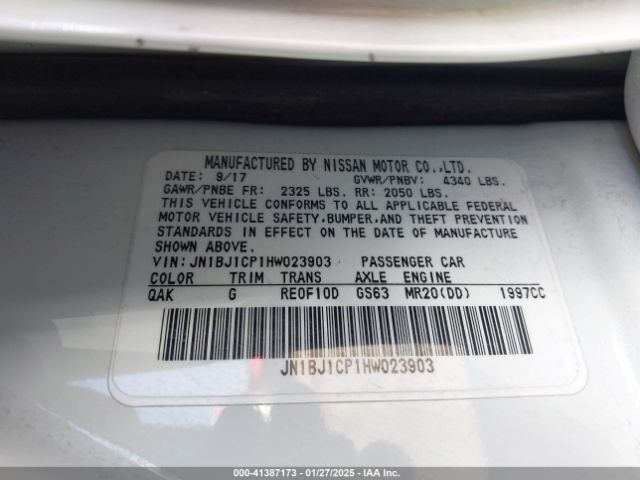 MANUFACTURED BY NISSAN MOTOR CO.,LTD.
DATE: 9/17 GVWR/PNBV: 4340 LBS.
GAWR/PNBE FR: 2325 LBS. RR: 2050 LBS.
THIS VEHICLE CONFORMS TO ALL APPLICABLE FEDERAL
MOTOR VEHICLE SAFETY,BUMPER,AND THEFT PREVENTION
STANDARDS IN EFFECT ON THE DATE OF MANUFACTURE
SHOWN ABOVE.
VIN:JN1BJ1CP1HW023903 PASSENGER CAR
COLOR TRIM TRANS AXLE ENGINE
QAK G RE0F10D GS63 MR20(DD) 1997CC
JN1BJ1CP1HW023903
000-41387173 - 01/27/2025 - IAA Inc.